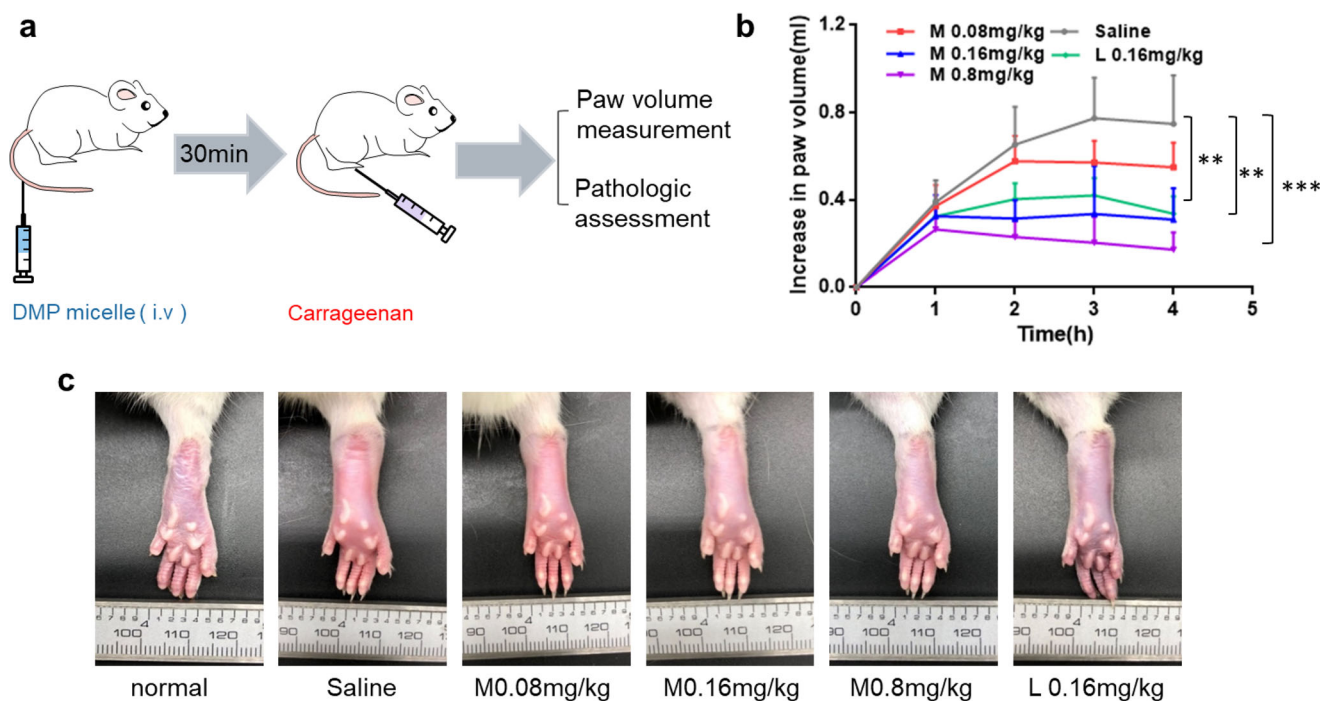 a
30min
Paw volume
measurement
Pathologic
assessment
DMP micelle ( i.v )
Carrageenan
b
M 0.08mg/kg
Saline
M 0.16mg/kg
L 0.16mg/kg
M 0.8mg/kg
Increase in paw volume(ml)
1.2
0.8
0.4
0.0
**
**
***
0 1 2 3 4 5
Time(h)
c
100 110 120
90 100 110 120
90 100 110 120
90 100 110 120
100 110 120
90 100 110 120
normal
Saline
M0.08mg/kg
M0.16mg/kg
M0.8mg/kg
L 0.16mg/kg